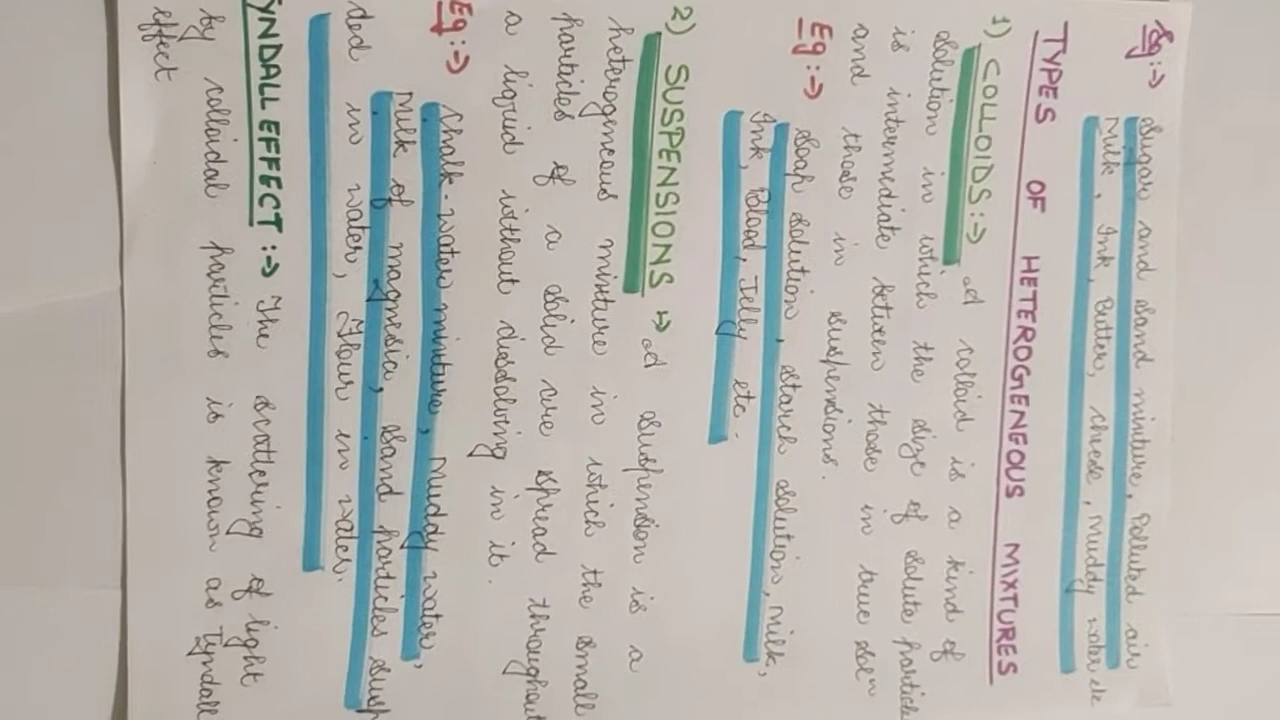 Eg :→ Sugar and sand mixture, Polluted air
Milk, Ink, Butter, cheese, Muddy water etc
TYPES OF HETEROGENEOUS MIXTURES
1) COLLOIDS :→ A colloid is a kind of
solution in which the size of solute particle
is intermediate between those in true solⁿ
and those in suspensions.
Eg :→ Soap solution, starch solution, milk,
Ink, Blood, Jelly etc.
2) SUSPENSIONS :→ A suspension is a
heterogeneous mixture in which the small
particles of a solid are spread throughout
a liquid without dissolving in it.
Eg :→ Chalk-water mixture, Muddy water,
Milk of magnesia, Sand particles susp
ded in water, Flour in water.
YNDALL EFFECT :→ The scattering of light
by colloidal particles is known as Tyndall
effect